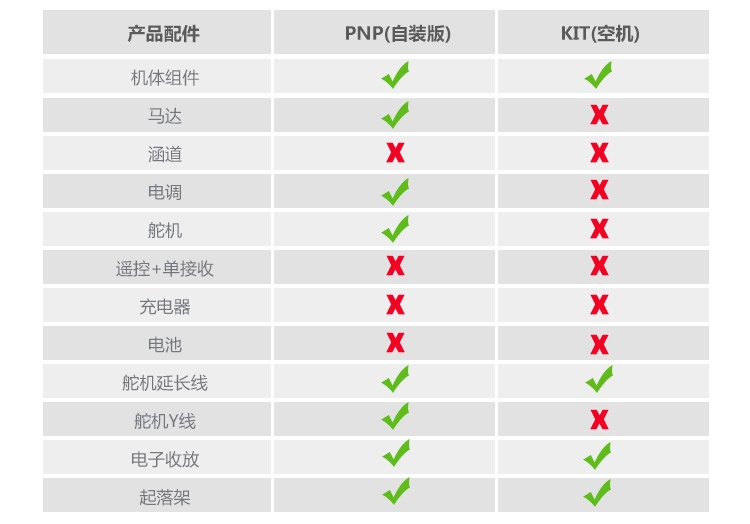 产品配件 PNP(自装版) KIT(空机)
机体组件
马达
涵道
电调
舵机
遥控+单接收
充电器
电池
舵机延长线
舵机Y线
电子收放
起落架